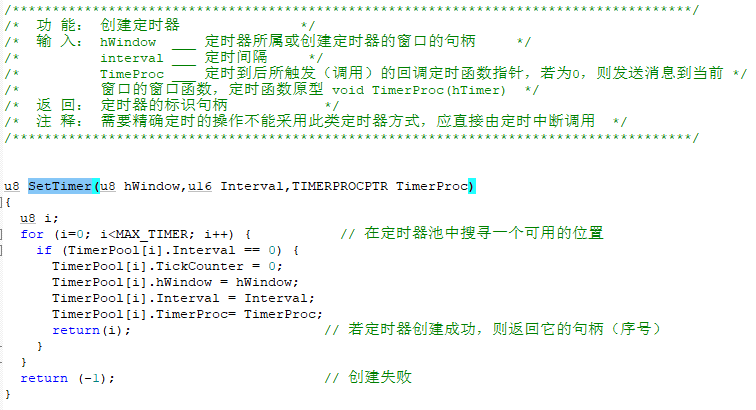 /*************************************************************************************/
/*  功 能： 创建定时器               */
/*  输 入： hWindow ___ 定时器所属或创建定时器的窗口的句柄     */
/*          interval ___ 定时间隔         */
/*          TimeProc ___ 定时到后所触发（调用）的回调定时函数指针，若为0，则发送消息到当前 */
/*          窗口的窗口函数，定时函数原型 void TimerProc(hTimer)  */
/*  返 回： 定时器的标识句柄            */
/*  注 释： 需要精确定时的操作不能采用此类定时器方式，应直接由定时中断调用  */
/*************************************************************************************/
u8 SetTimer(u8 hWindow,u16 Interval,TIMERPROCPTR TimerProc)
{
  u8 i;
  for (i=0; i<MAX_TIMER; i++) {           // 在定时器池中搜寻一个可用的位置
    if (TimerPool[i].Interval == 0) {
      TimerPool[i].TickCounter = 0;
      TimerPool[i].hWindow = hWindow;
      TimerPool[i].Interval = Interval;
      TimerPool[i].TimerProc= TimerProc;
      return(i);                        // 若定时器创建成功，则返回它的句柄（序号）
    }
  }
  return (-1);                          // 创建失败
}